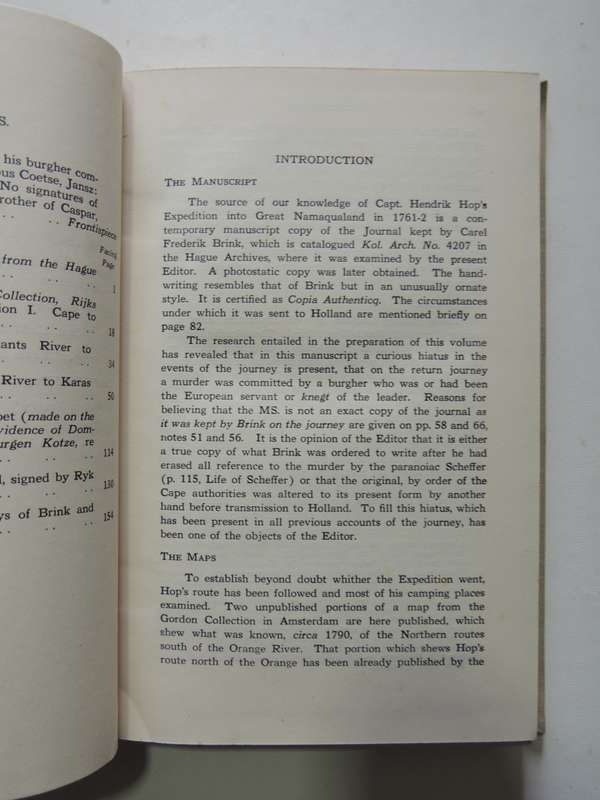 S.
his burgher com-
bus Coetse, Jansz:
No signatures of
rother of Caspar,
.. .. Frontispiece
Facing
Page
from the Hague
.. .. .. 1
Collection, Rijks
ion I. Cape to
.. .. .. 18
ants River to
.. .. .. 34
River to Karas
.. .. .. 50
bet (made on the
vidence of Dom-
urgen Kotze, re
.. .. .. 114
l, signed by Ryk
.. .. .. 130
ys of Brink and
.. .. .. 154
INTRODUCTION
THE MANUSCRIPT
The source of our knowledge of Capt. Hendrik Hop's
Expedition into Great Namaqualand in 1761-2 is a con-
temporary manuscript copy of the Journal kept by Carel
Frederik Brink, which is catalogued Kol. Arch. No. 4207 in
the Hague Archives, where it was examined by the present
Editor. A photostatic copy was later obtained. The hand-
writing resembles that of Brink but in an unusually ornate
style. It is certified as Copia Authenticq. The circumstances
under which it was sent to Holland are mentioned briefly on
page 82.
The research entailed in the preparation of this volume
has revealed that in this manuscript a curious hiatus in the
events of the journey is present, that on the return journey
a murder was committed by a burgher who was or had been
the European servant or knegt of the leader. Reasons for
believing that the MS. is not an exact copy of the journal as
it was kept by Brink on the journey are given on pp. 58 and 66,
notes 51 and 56. It is the opinion of the Editor that it is either
a true copy of what Brink was ordered to write after he had
erased all reference to the murder by the paranoiac Scheffer
(p. 115, Life of Scheffer) or that the original, by order of the
Cape authorities was altered to its present form by another
hand before transmission to Holland. To fill this hiatus, which
has been present in all previous accounts of the journey, has
been one of the objects of the Editor.
THE MAPS
To establish beyond doubt whither the Expedition went,
Hop's route has been followed and most of his camping places
examined. Two unpublished portions of a map from the
Gordon Collection in Amsterdam are here published, which
shew what was known, circa 1790, of the Northern routes
south of the Orange River. That portion which shews Hop's
route north of the Orange has been already published by the